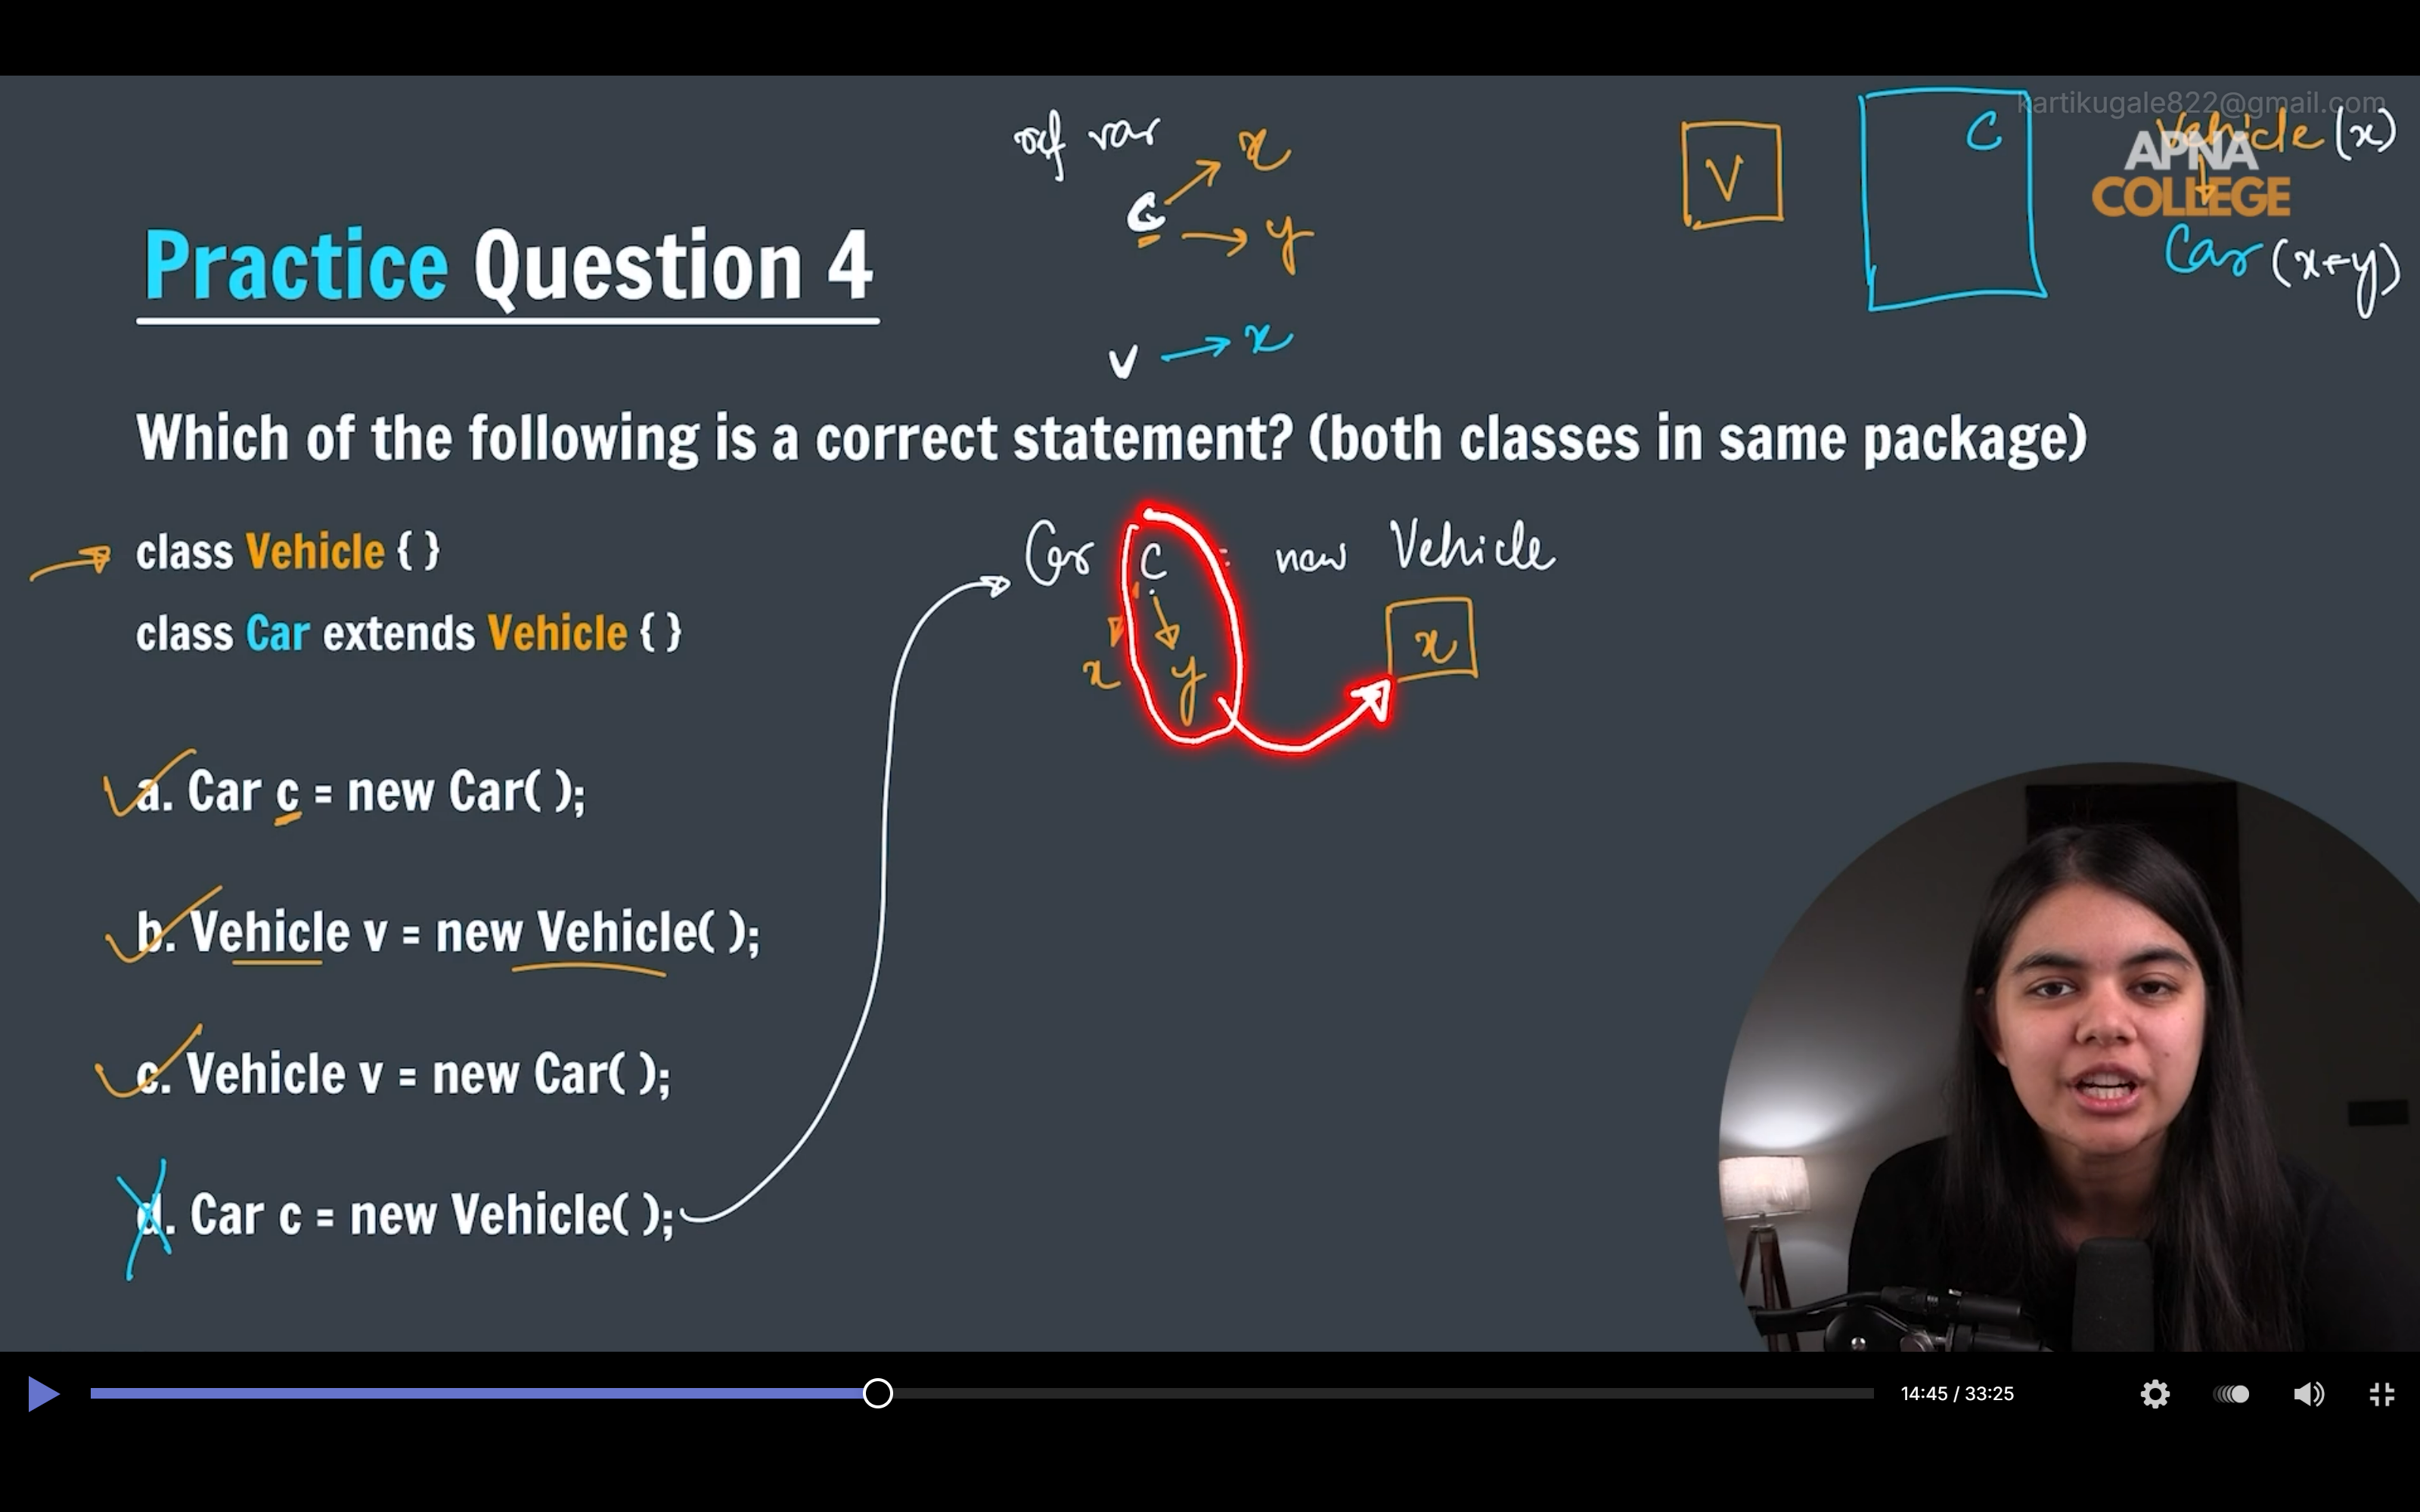 kartikugale822@gmail.com
ref var
x
C
Vehicle (x)
APNA
COLLEGE
V
c
y
Car (x+y)
Practice Question 4
v x
Which of the following is a correct statement? (both classes in same package)
class Vehicle { }
Car C = new Vehicle
class Car extends Vehicle { }
x y
x
a. Car c = new Car( );
b. Vehicle v = new Vehicle( );
c. Vehicle v = new Car( );
d. Car c = new Vehicle( );
14:45 / 33:25